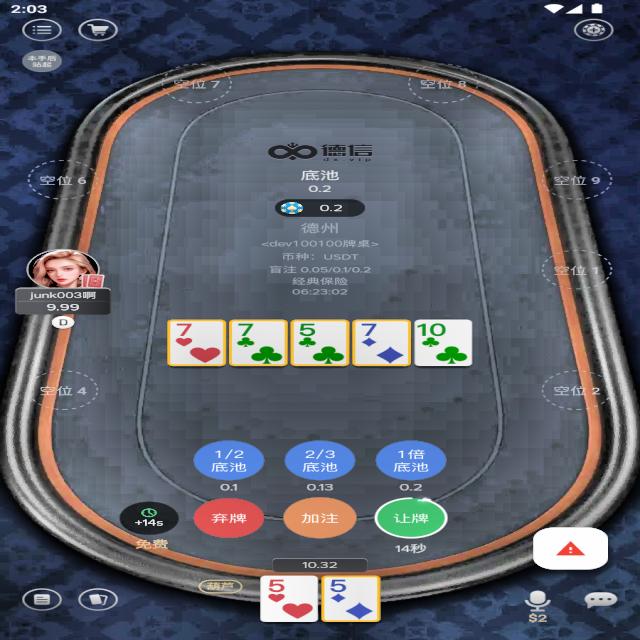 2:03
本手后
站起
空位 7
空位 8
德信
dx.vip
底池
0.2
0.2
空位 6
空位 9
德州
<dev100100牌桌>
币种：USDT
盲注 0.05/0.1/0.2
经典保险
06:23:02
空位 1
junk003啊
9.99
D
7 7 5 7 10
空位 4
空位 2
1/2
底池
2/3
底池
1倍
底池
0.1
0.13
0.2
+14s
弃牌
加注
让牌
免费
14秒
10.32
葫芦
5 5
$2